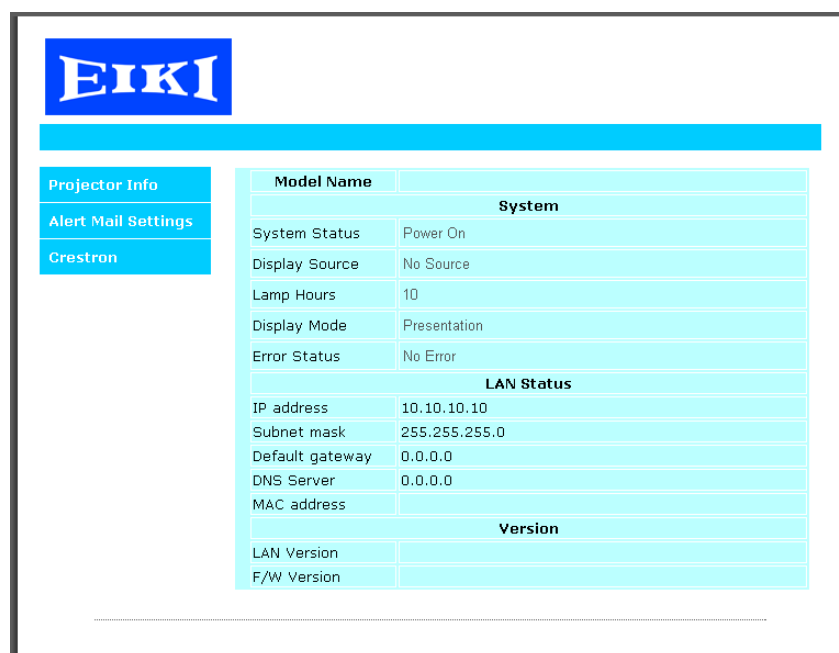 EIKI
Projector Info
Alert Mail Settings
Crestron
Model Name
System
System Status Power On
Display Source No Source
Lamp Hours 10
Display Mode Presentation
Error Status No Error
LAN Status
IP address 10.10.10.10
Subnet mask 255.255.255.0
Default gateway 0.0.0.0
DNS Server 0.0.0.0
MAC address
Version
LAN Version
F/W Version